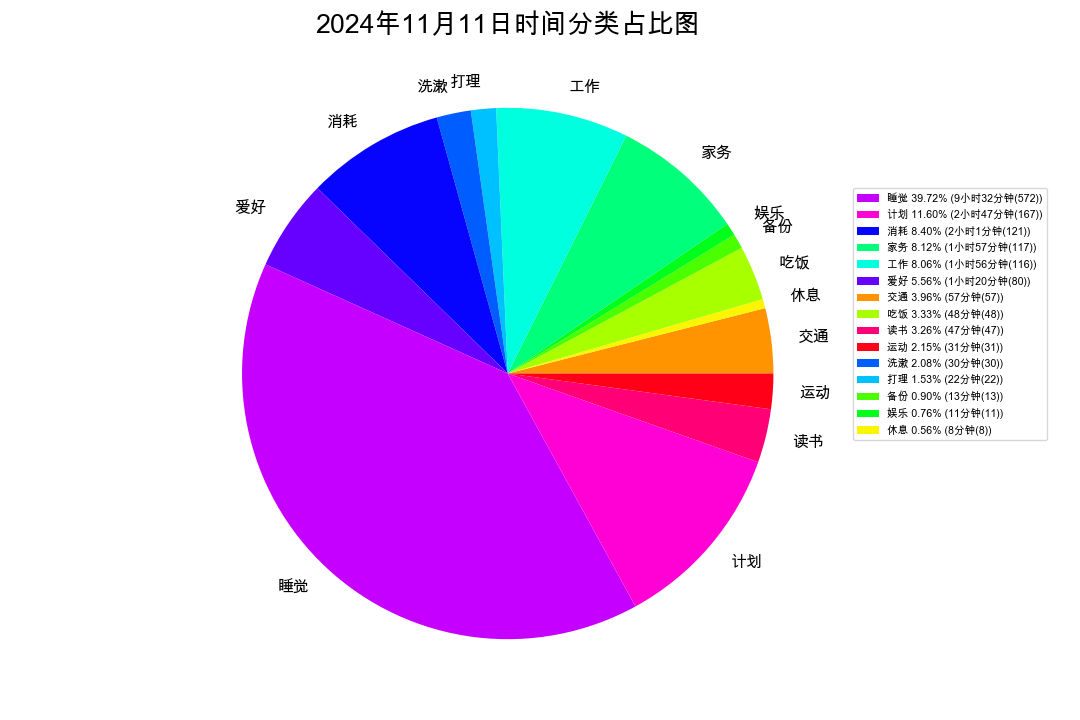 2024年11月11日时间分类占比图
打理
洗漱
工作
消耗
家务
爱好
娱乐
备份
吃饭
休息
交通
运动
读书
计划
睡觉
睡觉 39.72% (9小时32分钟(572))
计划 11.60% (2小时47分钟(167))
消耗 8.40% (2小时1分钟(121))
家务 8.12% (1小时57分钟(117))
工作 8.06% (1小时56分钟(116))
爱好 5.56% (1小时20分钟(80))
交通 3.96% (57分钟(57))
吃饭 3.33% (48分钟(48))
读书 3.26% (47分钟(47))
运动 2.15% (31分钟(31))
洗漱 2.08% (30分钟(30))
打理 1.53% (22分钟(22))
备份 0.90% (13分钟(13))
娱乐 0.76% (11分钟(11))
休息 0.56% (8分钟(8))